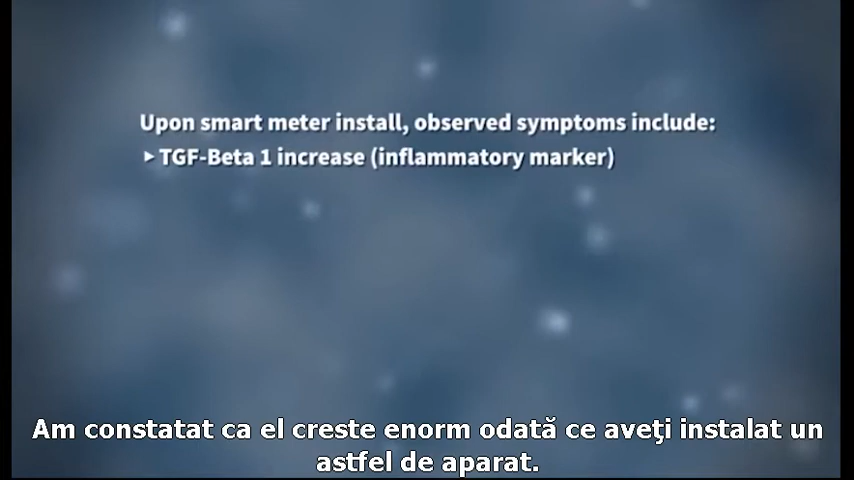 Upon smart meter install, observed symptoms include:
▸TGF-Beta 1 increase (inflammatory marker)
Am constatat ca el creste enorm odată ce aveţi instalat un
astfel de aparat.